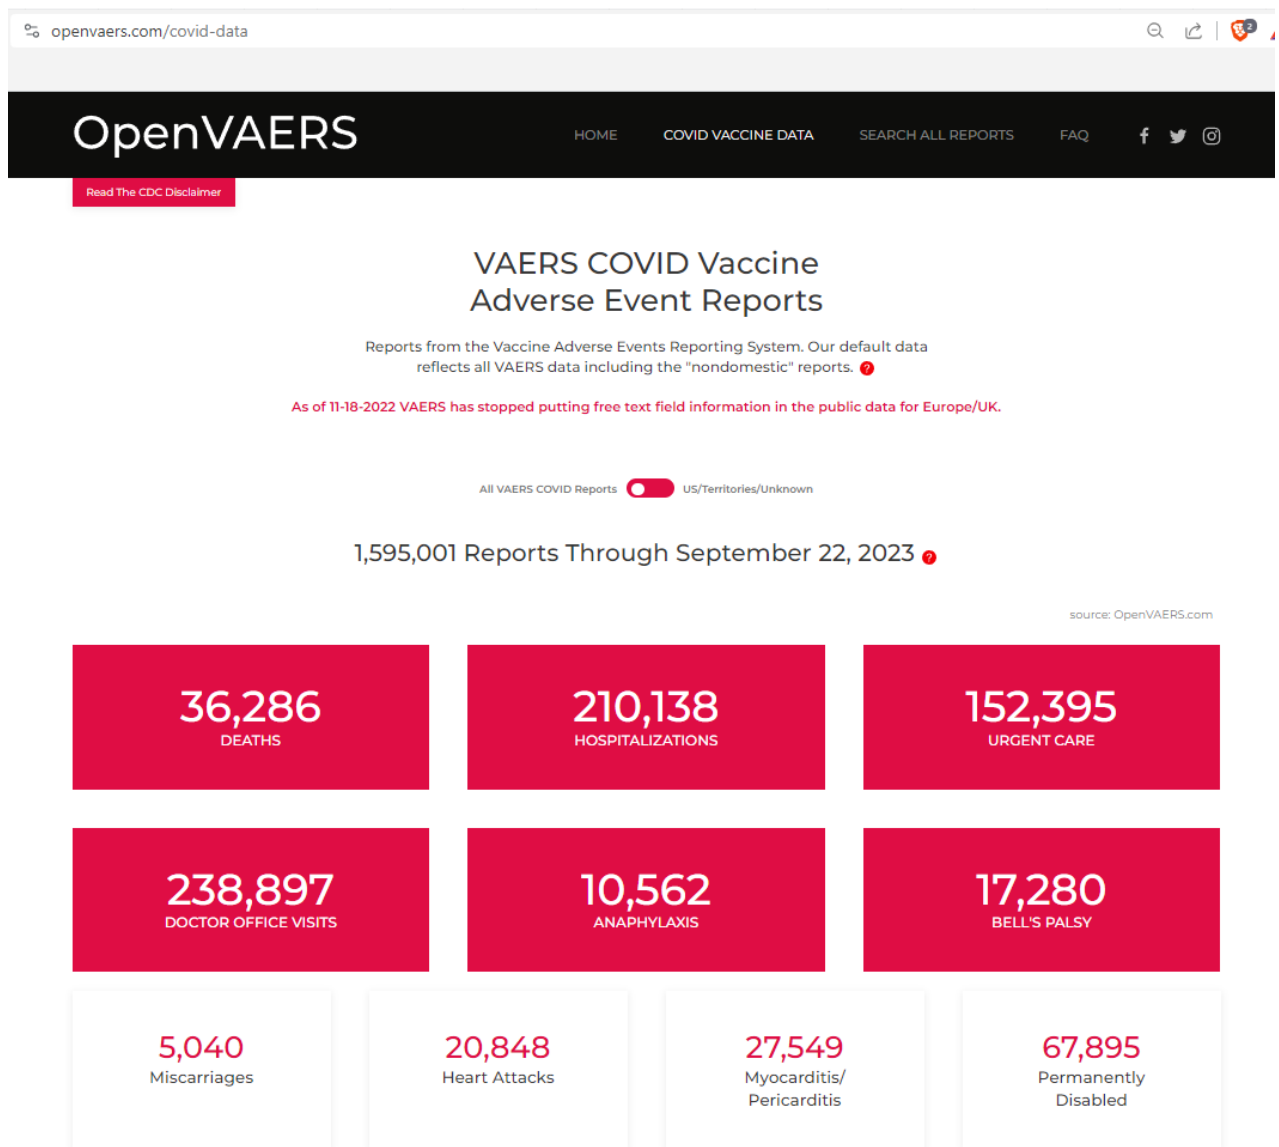 openvaers.com/covid-data
2
OpenVAERS
HOME COVID VACCINE DATA SEARCH ALL REPORTS FAQ
Read The CDC Disclaimer
VAERS COVID Vaccine
Adverse Event Reports
Reports from the Vaccine Adverse Events Reporting System. Our default data
reflects all VAERS data including the "nondomestic" reports. ?
As of 11-18-2022 VAERS has stopped putting free text field information in the public data for Europe/UK.
All VAERS COVID Reports US/Territories/Unknown
1,595,001 Reports Through September 22, 2023 ?
source: OpenVAERS.com
36,286
DEATHS
210,138
HOSPITALIZATIONS
152,395
URGENT CARE
238,897
DOCTOR OFFICE VISITS
10,562
ANAPHYLAXIS
17,280
BELL'S PALSY
5,040
Miscarriages
20,848
Heart Attacks
27,549
Myocarditis/
Pericarditis
67,895
Permanently
Disabled